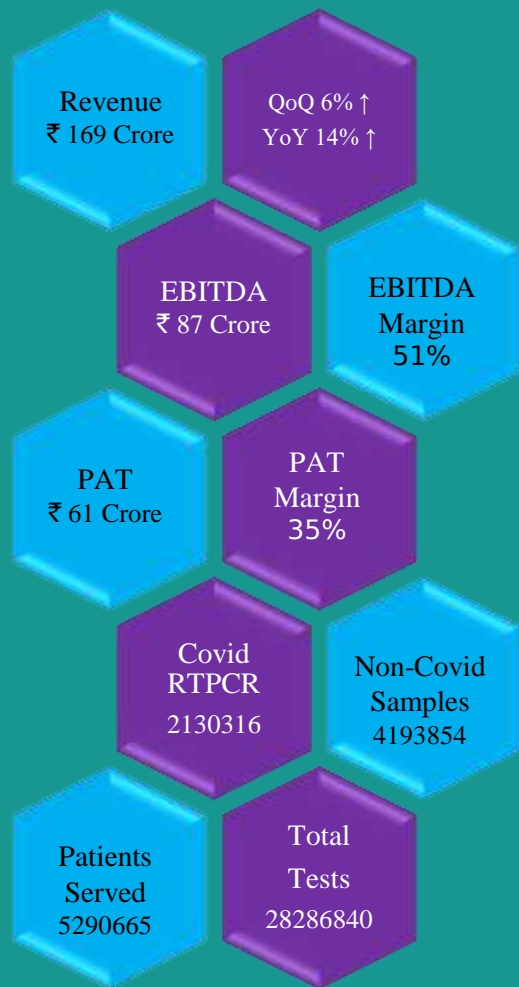 Revenue
₹ 169 Crore
QoQ 6% ↑
YoY 14% ↑
EBITDA
₹ 87 Crore
EBITDA
Margin
51%
PAT
₹ 61 Crore
PAT
Margin
35%
Covid
RTPCR
2130316
Non-Covid
Samples
4193854
Patients
Served
5290665
Total
Tests
28286840